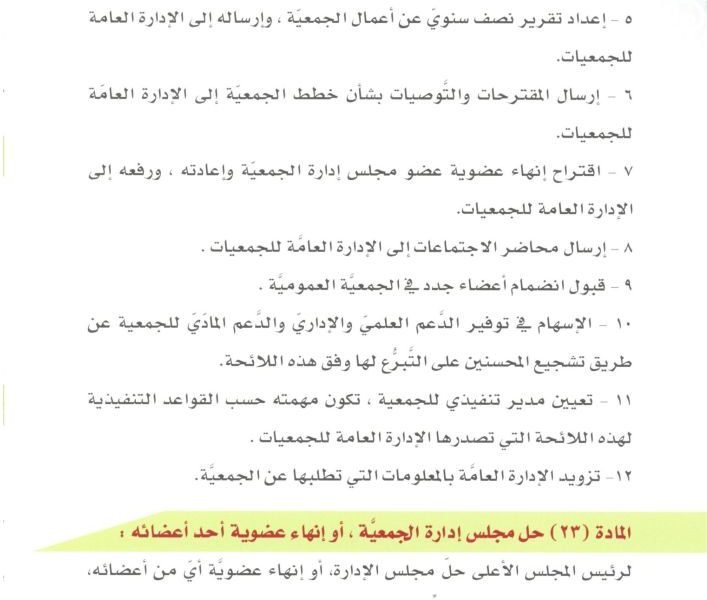 ٥ - إعداد تقرير نصف سنويّ عن أعمال الجمعيّة ، وإرساله إلى الإدارة العامة
للجمعيات.
٦ - إرسال المقترحات والتَّوصيات بشأن خطط الجمعيّة إلى الإدارة العامّة
للجمعيات.
٧ - اقتراح إنهاء عضوية عضو مجلس إدارة الجمعيّة وإعادته ، ورفعه إلى
الإدارة العامة للجمعيات.
٨ - إرسال محاضر الاجتماعات إلى الإدارة العامَّة للجمعيات .
٩ - قبول انضمام أعضاء جدد في الجمعيَّة العموميَّة .
١٠ - الإسهام في توفير الدَّعم العلميّ والإداريّ والدَّعم المادّيّ للجمعية عن
طريق تشجيع المحسنين على التَّبرُّع لها وفق هذه اللائحة.
١١ - تعيين مدير تنفيذي للجمعية ، تكون مهمته حسب القواعد التنفيذية
لهذه اللائحة التي تصدرها الإدارة العامة للجمعيات .
١٢- تزويد الإدارة العامَّة بالمعلومات التي تطلبها عن الجمعيَّة.
المادة (٢٣) حل مجلس إدارة الجمعيَّة ، أو إنهاء عضوية أحد أعضائه :
لرئيس المجلس الأعلى حلّ مجلس الإدارة، أو إنهاء عضويَّة أيّ من أعضائه،